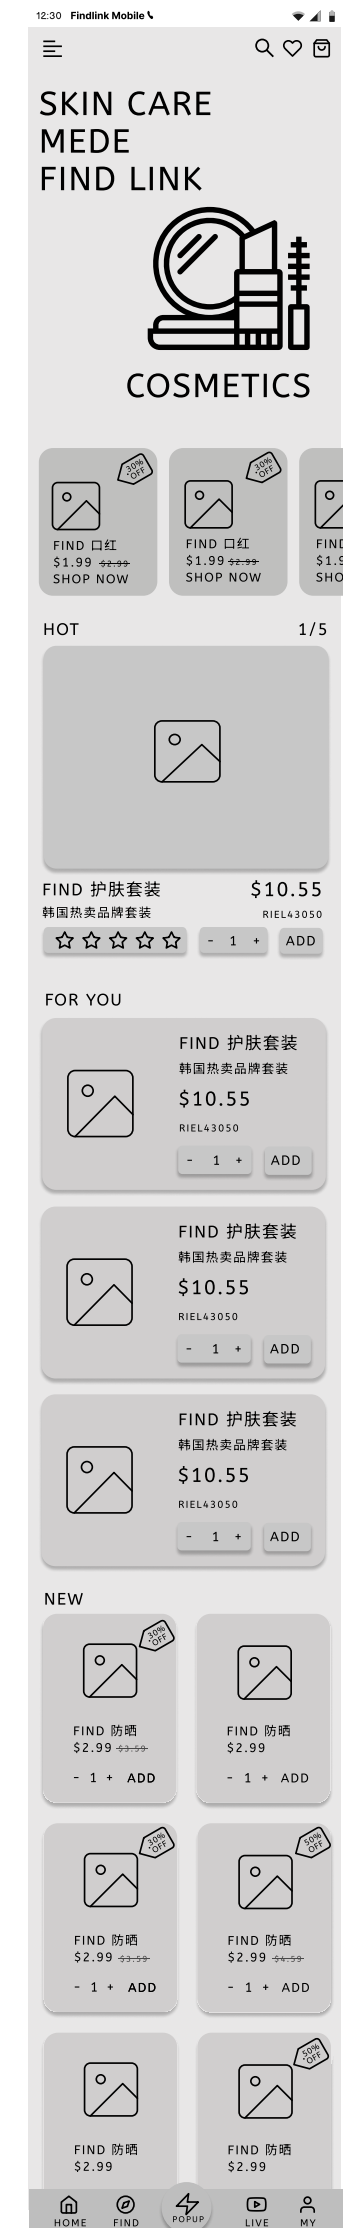 12:30 Findlink Mobile
SKIN CARE
MEDE
FIND LINK
COSMETICS
30%
OFF
30%
OFF
FIND 口红
$1.99 $2.99
SHOP NOW
FIND 口红
$1.99 $2.99
SHOP NOW
FIND
$1.9
SHO
HOT 1/5
FIND 护肤套装 $10.55
韩国热卖品牌套装 RIEL43050
- 1 + ADD
FOR YOU
FIND 护肤套装
韩国热卖品牌套装
$10.55
RIEL43050
- 1 + ADD
FIND 护肤套装
韩国热卖品牌套装
$10.55
RIEL43050
- 1 + ADD
FIND 护肤套装
韩国热卖品牌套装
$10.55
RIEL43050
- 1 + ADD
NEW
30%
OFF
FIND 防晒
$2.99 $3.59
- 1 + ADD
FIND 防晒
$2.99
- 1 + ADD
30%
OFF
FIND 防晒
$2.99 $3.59
- 1 + ADD
50%
OFF
FIND 防晒
$2.99 $4.59
- 1 + ADD
FIND 防晒
$2.99
50%
OFF
FIND 防晒
$2.99
HOME FIND POPUP LIVE MY